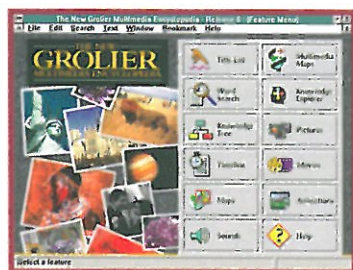 The New Grolier Multimedia Encyclopedia - Release 6 - [Feature Menu]
File Edit Search Text Window Bookmark Help
THE NEW
GROLIER
MULTIMEDIA ENCYCLOPEDIA
Title List
Multimedia
Maps
Word
Search
Knowledge
Explorer
Knowledge
Tree
Pictures
Timeline
Movies
Maps
Animations
Sounds
Help
Select a feature